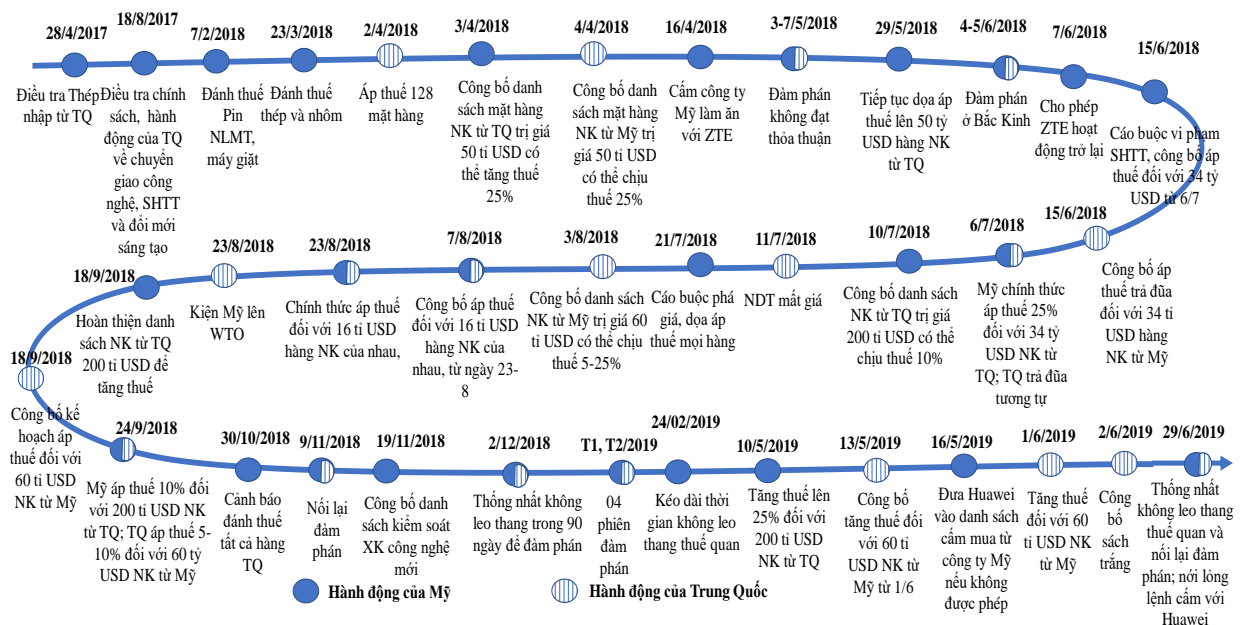 28/4/2017
Điều tra Thép
nhập từ TQ
18/8/2017
Điều tra chính
sách, hành
động của TQ
về chuyển
giao công
nghệ, SHTT
và đổi mới
sáng tạo
7/2/2018
Đánh thuế
Pin
NLMT,
máy giặt
23/3/2018
Đánh thuế
thép và nhôm
2/4/2018
Áp thuế 128
mặt hàng
3/4/2018
Công bố danh
sách mặt hàng
NK từ TQ trị giá
50 tỉ USD có
thể tăng thuế
25%
4/4/2018
Công bố danh
sách mặt hàng
NK từ Mỹ trị
giá 50 tỉ USD
có thể chịu
thuế 25%
16/4/2018
Cấm công ty
Mỹ làm ăn
với ZTE
3-7/5/2018
Đàm phán
không đạt
thỏa thuận
29/5/2018
Tiếp tục dọa áp
thuế lên 50 tỷ
USD hàng NK
từ TQ
4-5/6/2018
Đàm phán
ở Bắc Kinh
7/6/2018
Cho phép
ZTE hoạt
động trở lại
15/6/2018
Cáo buộc vi phạm
SHTT, công bố áp
thuế đối với 34 tỷ
USD từ 6/7
15/6/2018
Công bố áp
thuế trả đũa
đối với 34 tỉ
USD hàng
NK từ Mỹ
6/7/2018
Mỹ chính thức
áp thuế 25%
đối với 34 tỷ
USD NK từ
TQ; TQ trả đũa
tương tự
10/7/2018
Công bố danh sách
NK từ TQ trị giá
200 tỉ USD có thể
chịu thuế 10%
11/7/2018
NDT mất giá
21/7/2018
Cáo buộc phá
giá, dọa áp
thuế mọi hàng
3/8/2018
Công bố danh sách
NK từ Mỹ trị giá 60
tỉ USD có thể chịu
thuế 5-25%
7/8/2018
Công bố áp thuế
đối với 16 tỉ USD
hàng NK của
nhau, từ ngày 23-
8
23/8/2018
Chính thức áp thuế
đối với 16 tỉ USD
hàng NK của nhau,
23/8/2018
Kiện Mỹ lên
WTO
18/9/2018
Hoàn thiện danh
sách NK từ TQ
200 tỉ USD để
tăng thuế
18/9/2018
Công bố kế
hoạch áp
thuế đối với
60 tỉ USD
NK từ Mỹ
24/9/2018
Mỹ áp thuế 10% đối
với 200 tỉ USD NK
từ TQ; TQ áp thuế 5-
10% đối với 60 tỷ
USD NK từ Mỹ
30/10/2018
Cảnh báo
đánh thuế
tất cả hàng
TQ
9/11/2018
Nối lại
đàm
phán
19/11/2018
Công bố danh
sách kiểm soát
XK công nghệ
mới
2/12/2018
Thống nhất không
leo thang trong 90
ngày để đàm phán
T1, T2/2019
04
phiên
đàm
phán
24/02/2019
Kéo dài thời
gian không leo
thang thuế quan
10/5/2019
Tăng thuế lên
25% đối với
200 tỉ USD
NK từ TQ
13/5/2019
Công bố
tăng thuế đối
với 60 tỉ
USD NK từ
Mỹ từ 1/6
16/5/2019
Đưa Huawei
vào danh sách
cấm mua từ
công ty Mỹ
nếu không
được phép
1/6/2019
Tăng thuế
đối với 60
tỉ USD NK
từ Mỹ
2/6/2019
Công
bố
sách
trắng
29/6/2019
Thống nhất
không leo thang
thuế quan và
nối lại đàm
phán; nới lỏng
lệnh cấm với
Huawei
Hành động của Mỹ
Hành động của Trung Quốc